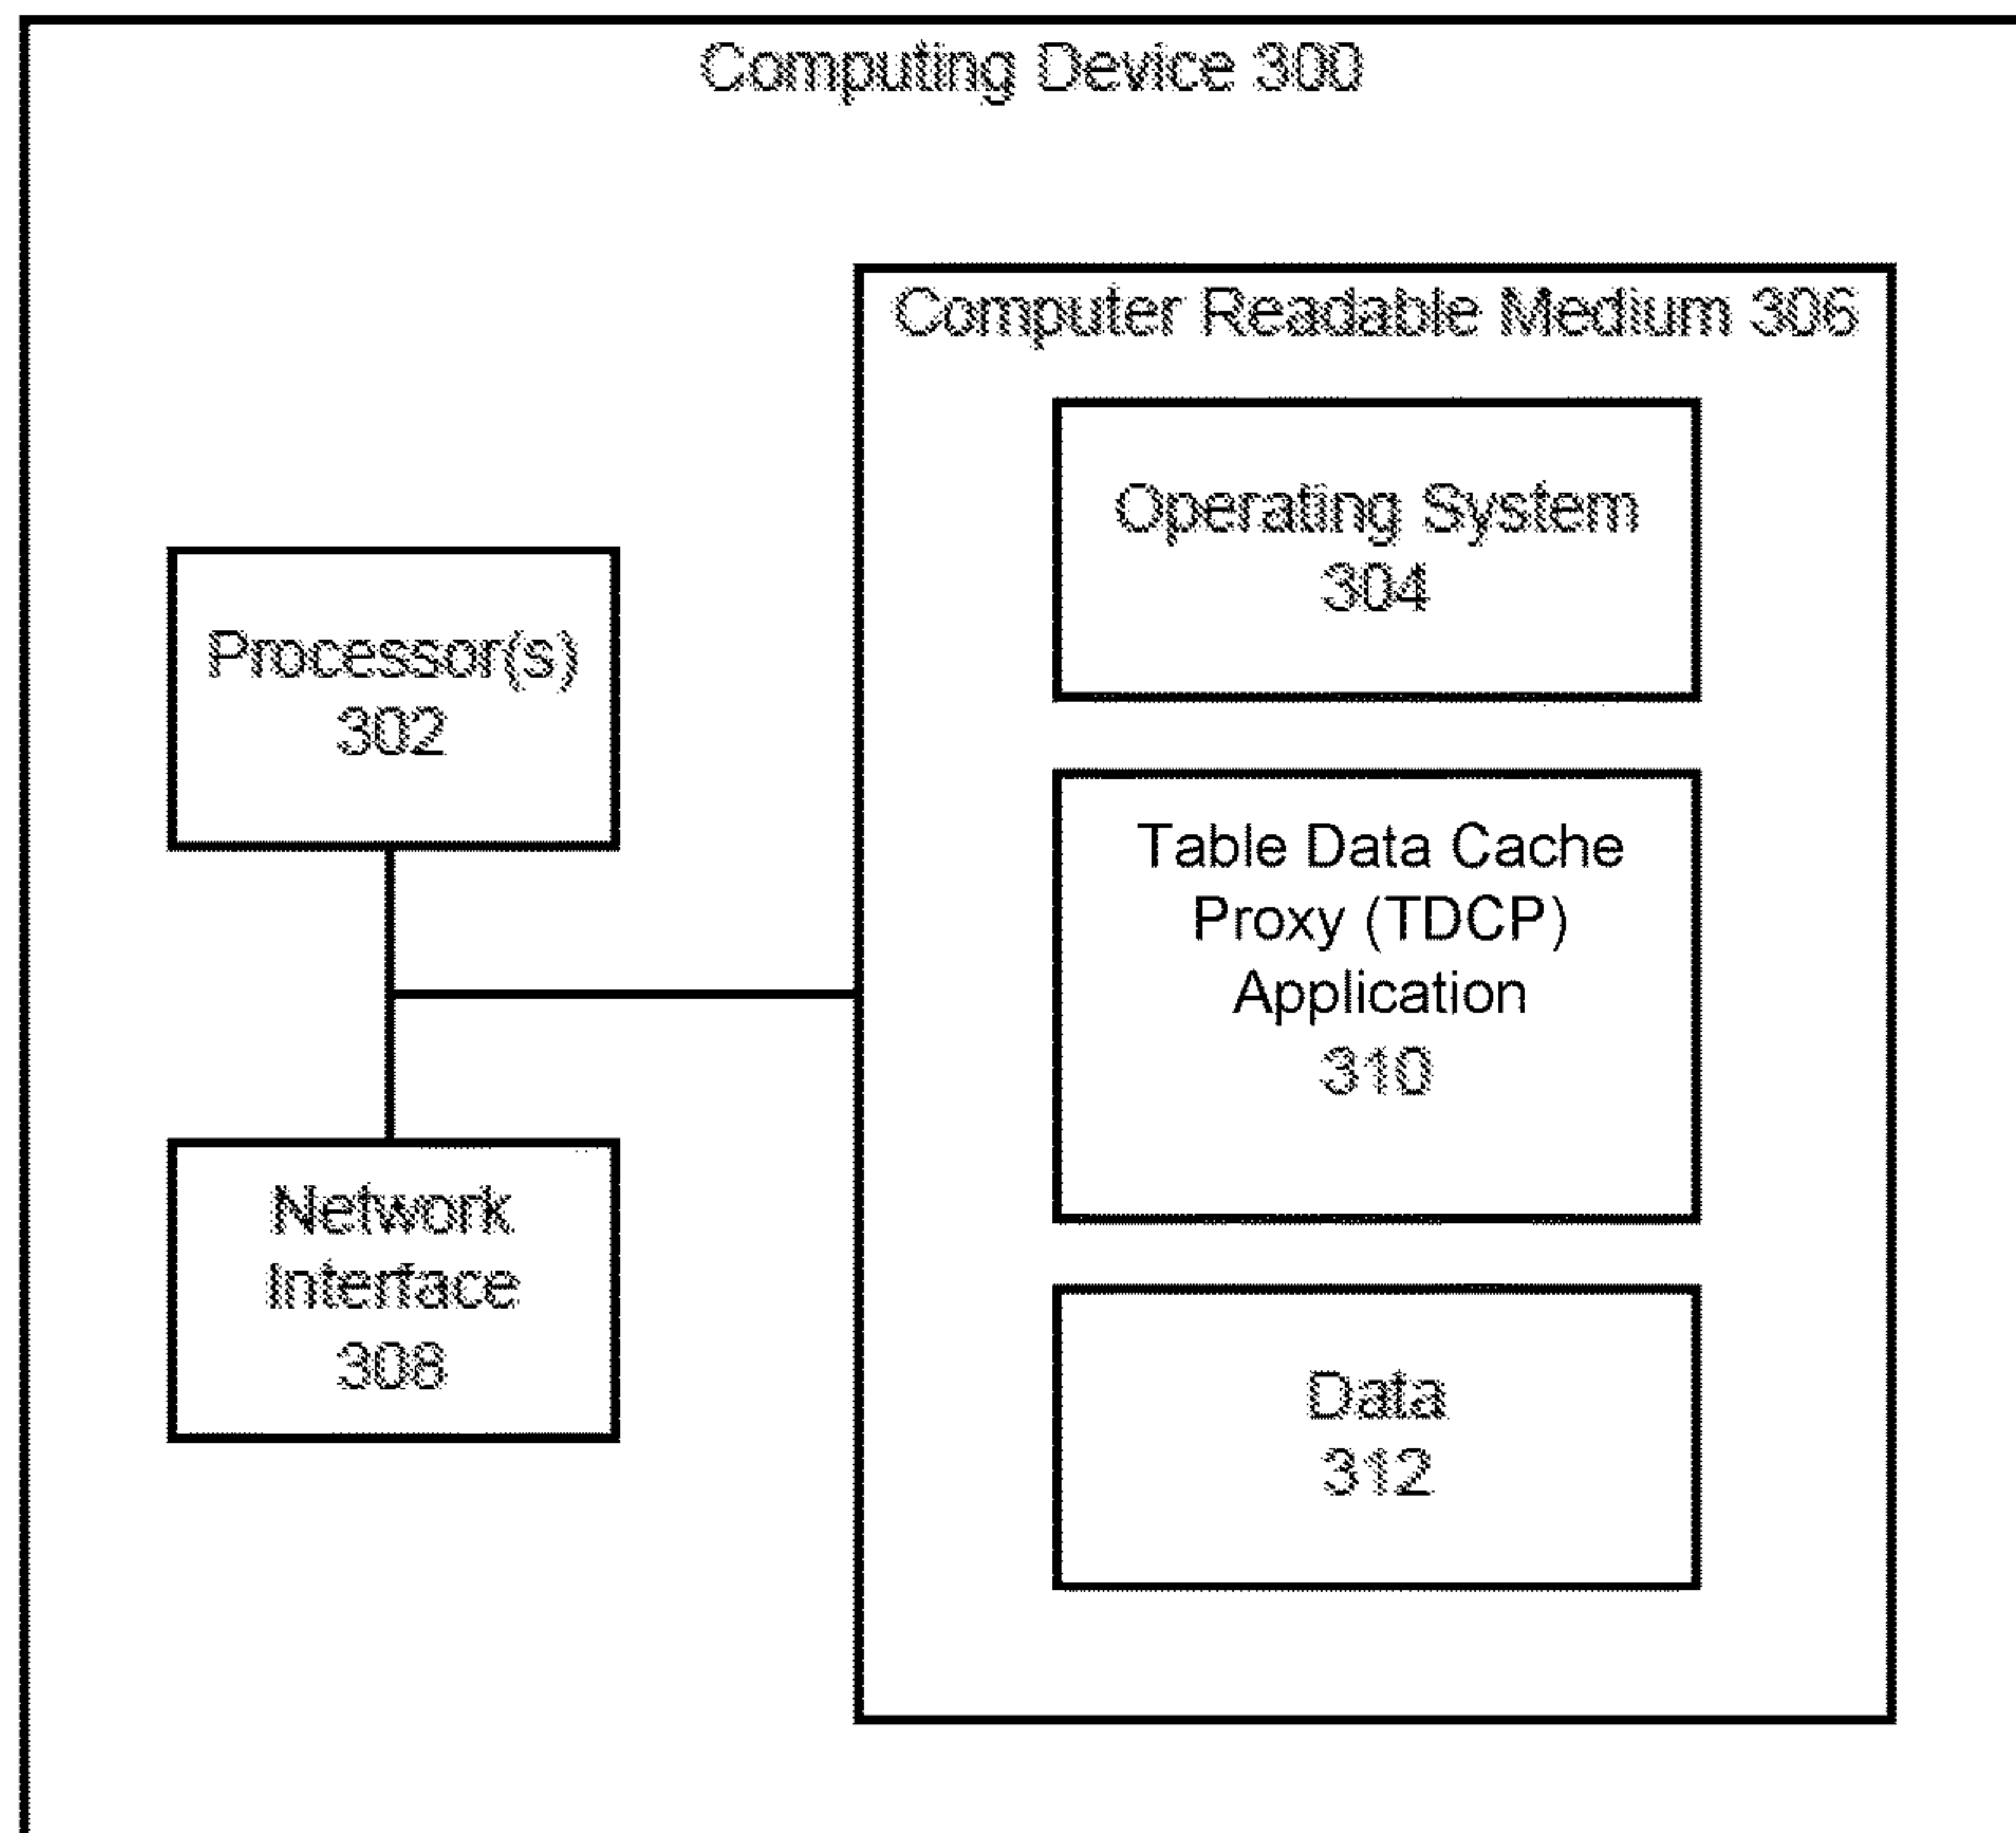 Computing Device 300
Computer Readable Medium 306
Operating System
304
Processor(s)
302
Table Data Cache
Proxy (TDCP)
Application
310
Network
Interface
308
Data
312